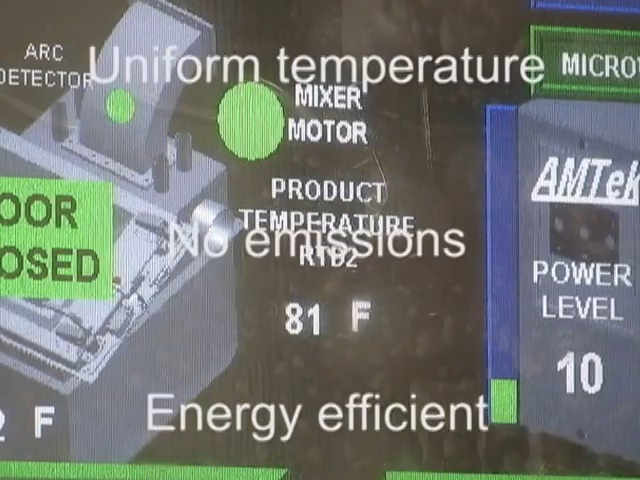 ARC
DETECTOR
Uniform temperature
MIXER
MOTOR
PRODUCT
TEMPERATURE
RTD2
81 F
No emissions
OOR
OSED
F
Energy efficient
MICRO
AMTek
POWER
LEVEL
10